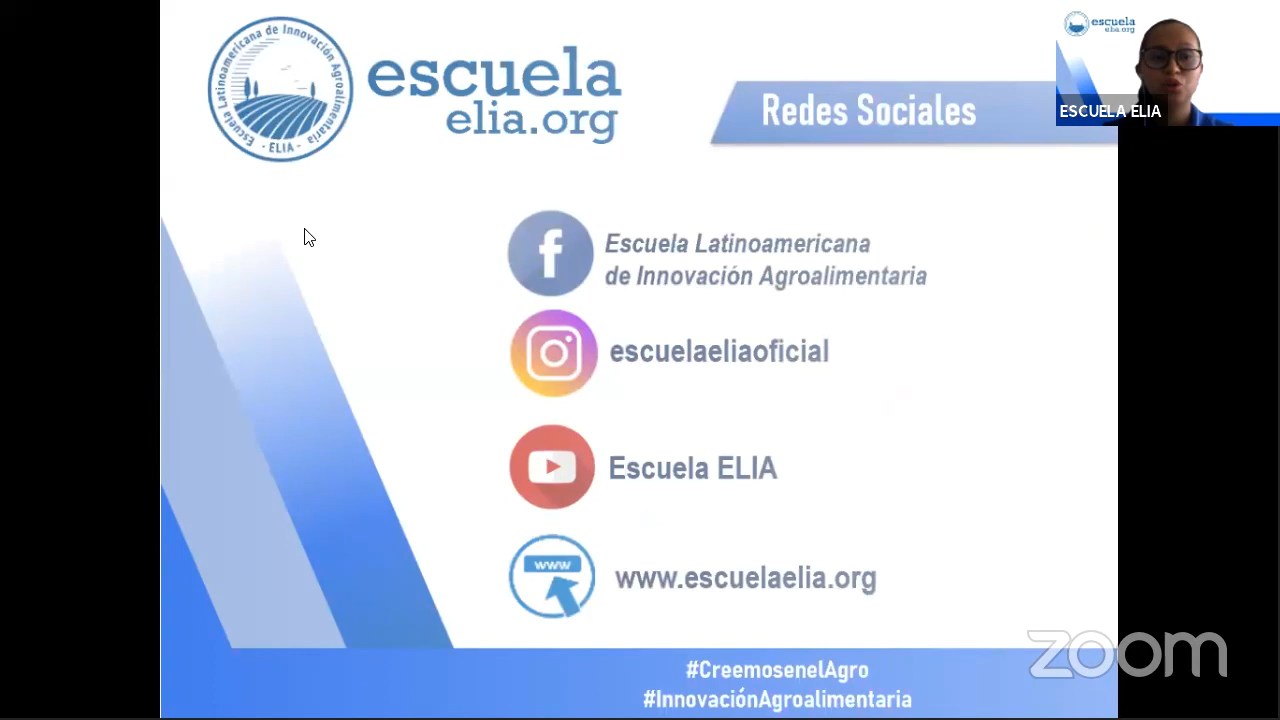 Escuela Latinoamericana de Innovación Agroalimentaria
- ELIA -
escuela
elia.org
Redes Sociales
escuela
elia.org
ESCUELA ELIA
Escuela Latinoamericana
de Innovación Agroalimentaria
escuelaeliaoficial
Escuela ELIA
www
www.escuelaelia.org
zoom
#CreemosenelAgro
#InnovaciónAgroalimentaria